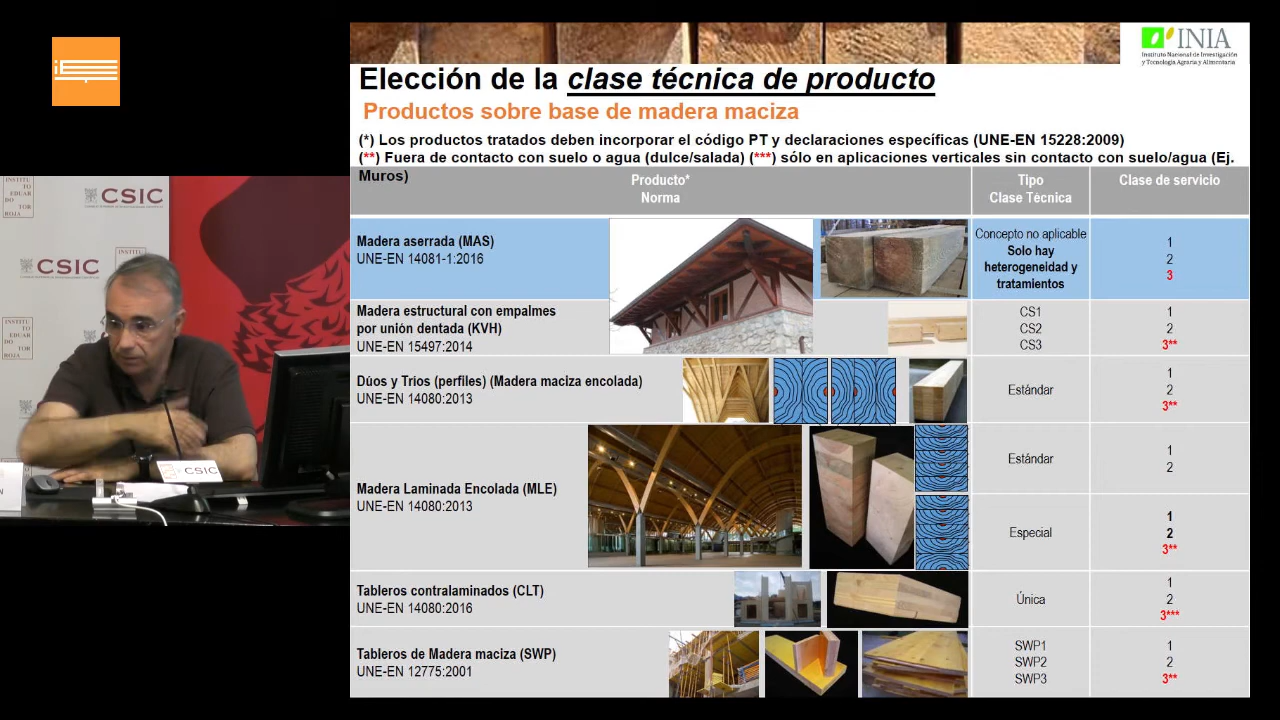 INIA
Instituto Nacional de Investigación
y Tecnología Agraria y Alimentaria
Elección de la clase técnica de producto
Productos sobre base de madera maciza
(*) Los productos tratados deben incorporar el código PT y declaraciones específicas (UNE-EN 15228:2009)
(**) Fuera de contacto con suelo o agua (dulce/salada) (***) sólo en aplicaciones verticales sin contacto con suelo/agua (Ej.
Muros)
Producto*
Norma
Tipo
Clase Técnica
Clase de servicio
Madera aserrada (MAS)
UNE-EN 14081-1:2016
Concepto no aplicable
Solo hay
heterogeneidad y
tratamientos
1
2
3
Madera estructural con empalmes
por unión dentada (KVH)
UNE-EN 15497:2014
CS1
CS2
CS3
1
2
3**
Dúos y Tríos (perfiles) (Madera maciza encolada)
UNE-EN 14080:2013
Estándar
1
2
3**
Madera Laminada Encolada (MLE)
UNE-EN 14080:2013
Estándar
1
2
Especial
1
2
3**
Tableros contralaminados (CLT)
UNE-EN 14080:2016
Única
1
2
3***
Tableros de Madera maciza (SWP)
UNE-EN 12775:2001
SWP1
SWP2
SWP3
1
2
3**
INSTITU
TO
EDUAR
DO TOR
ROJA
CSIC
CSIC
CSIC